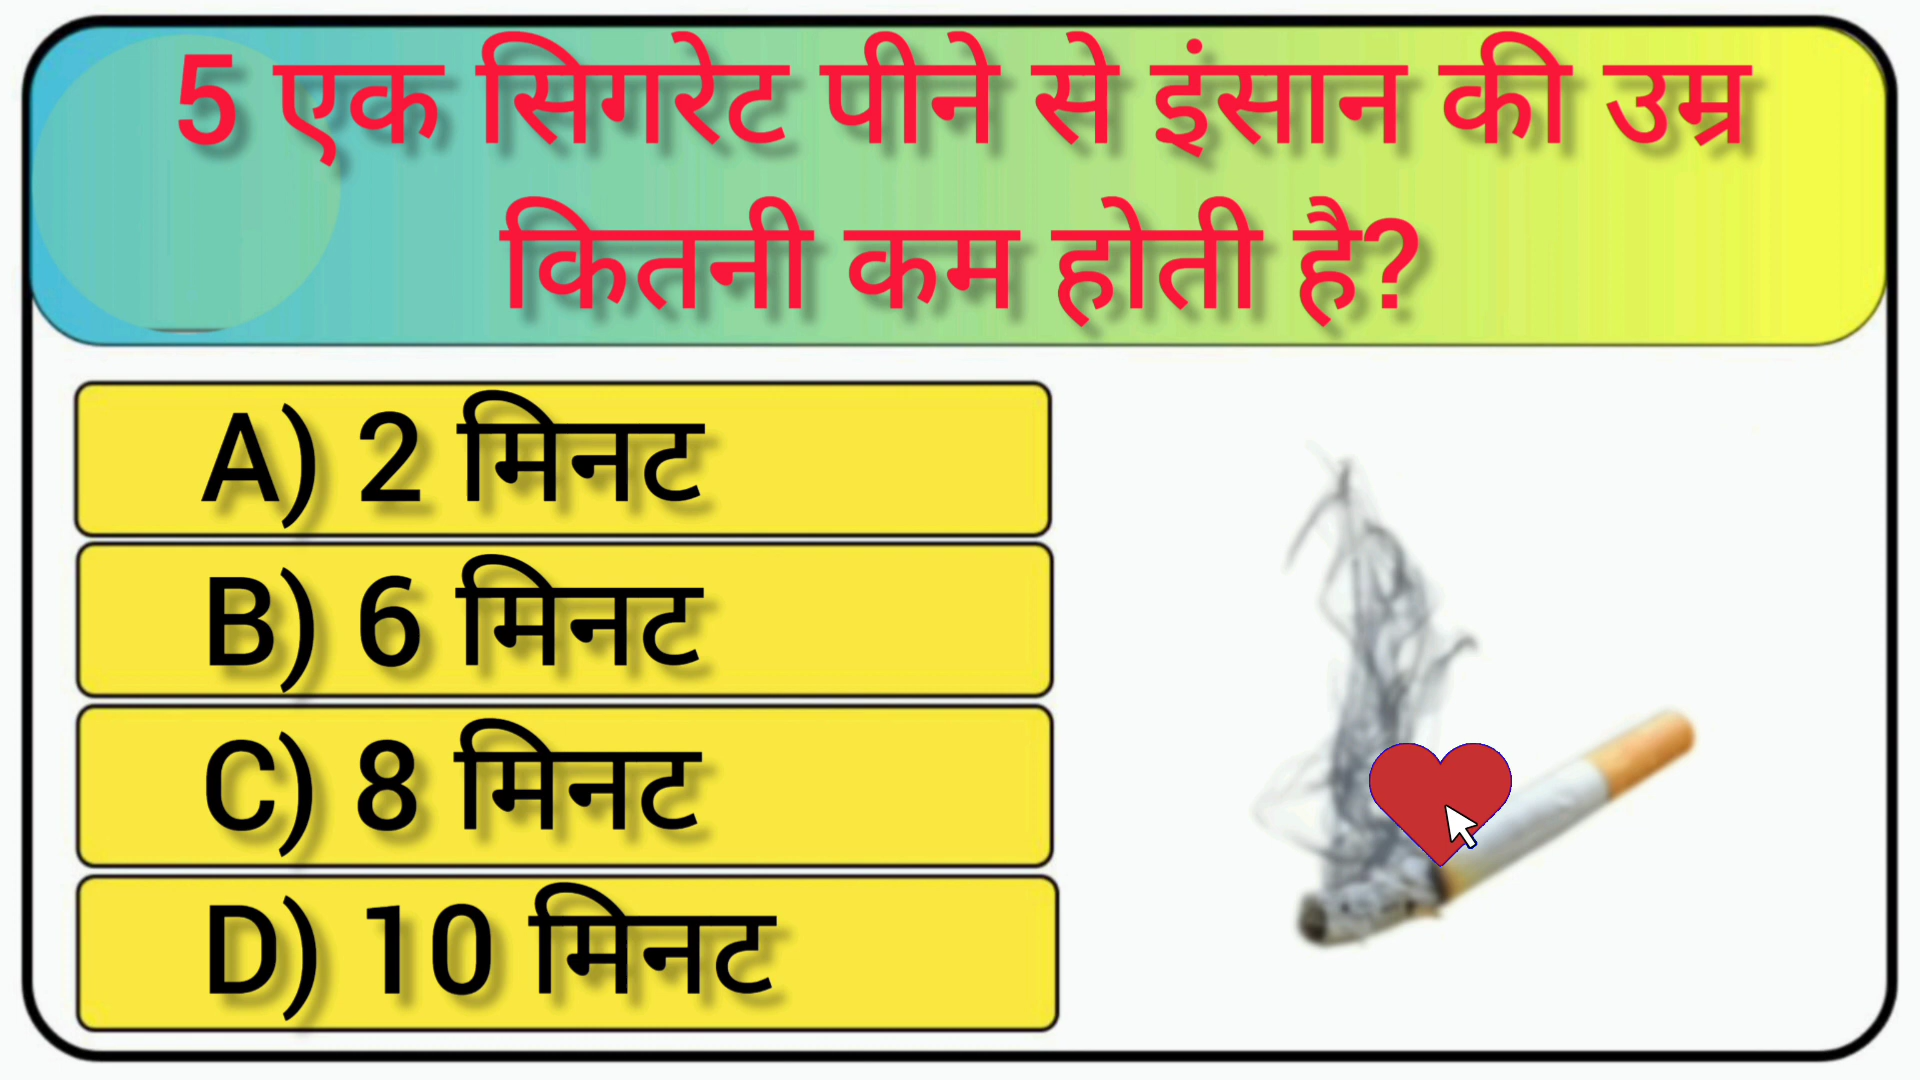 5 एक सिगरेट पीने से इंसान की उम्र
कितनी कम होती है?
A) 2 मिनट
B) 6 मिनट
C) 8 मिनट
D) 10 मिनट